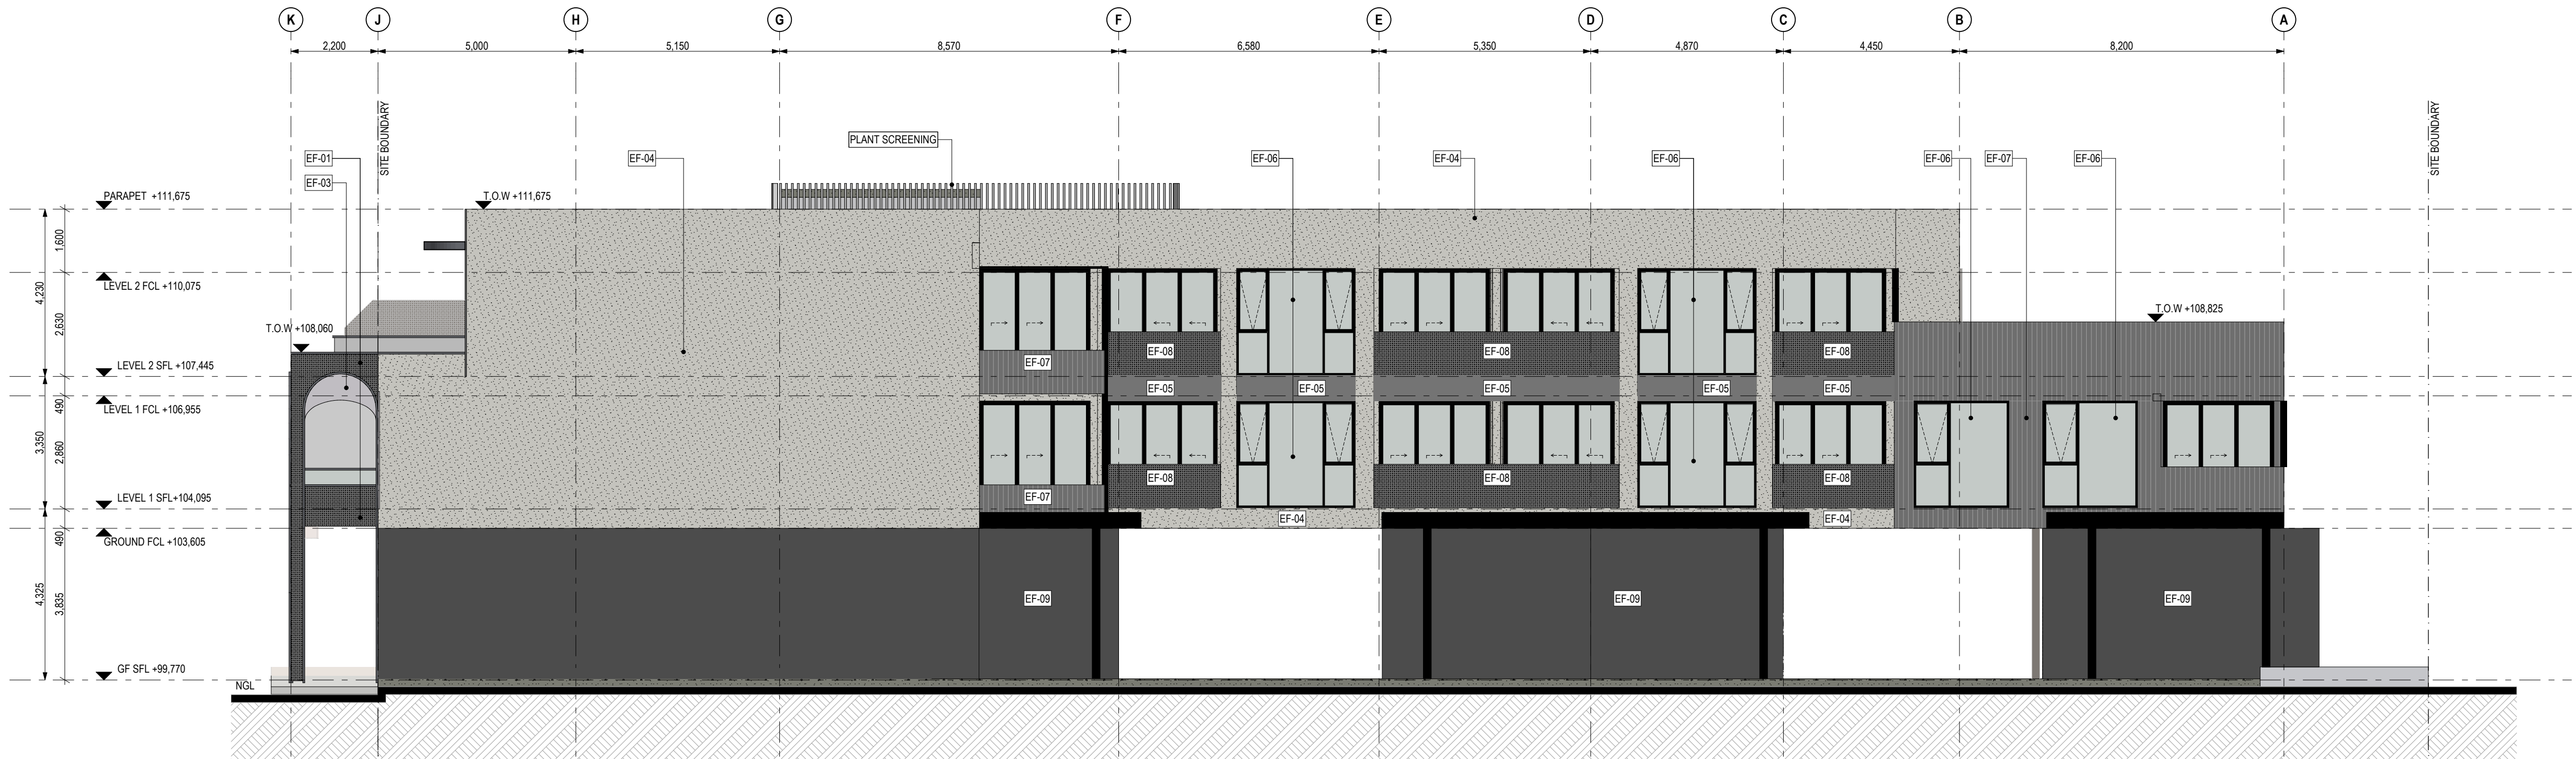 K J H G F E D C B A
2,200 5,000 5,150 8,570 6,580 5,350 4,870 4,450 8,200
SITE BOUNDARY
SITE BOUNDARY
PLANT SCREENING
EF-01 EF-04 EF-06 EF-04 EF-06 EF-06 EF-07 EF-06
EF-03
PARAPET +111,675
T.O.W +111,675
1,600
LEVEL 2 FCL +110,075
4,230
2,630
T.O.W +108,060
T.O.W +108,825
LEVEL 2 SFL +107,445
EF-07 EF-08 EF-08 EF-08
EF-05 EF-05 EF-05 EF-05 EF-05
490
LEVEL 1 FCL +106,955
3,350
2,860
EF-07 EF-08 EF-08 EF-08
LEVEL 1 SFL+104,095
EF-04 EF-04
490
GROUND FCL +103,605
4,325
3,835
EF-09 EF-09 EF-09
GF SFL +99,770
NGL